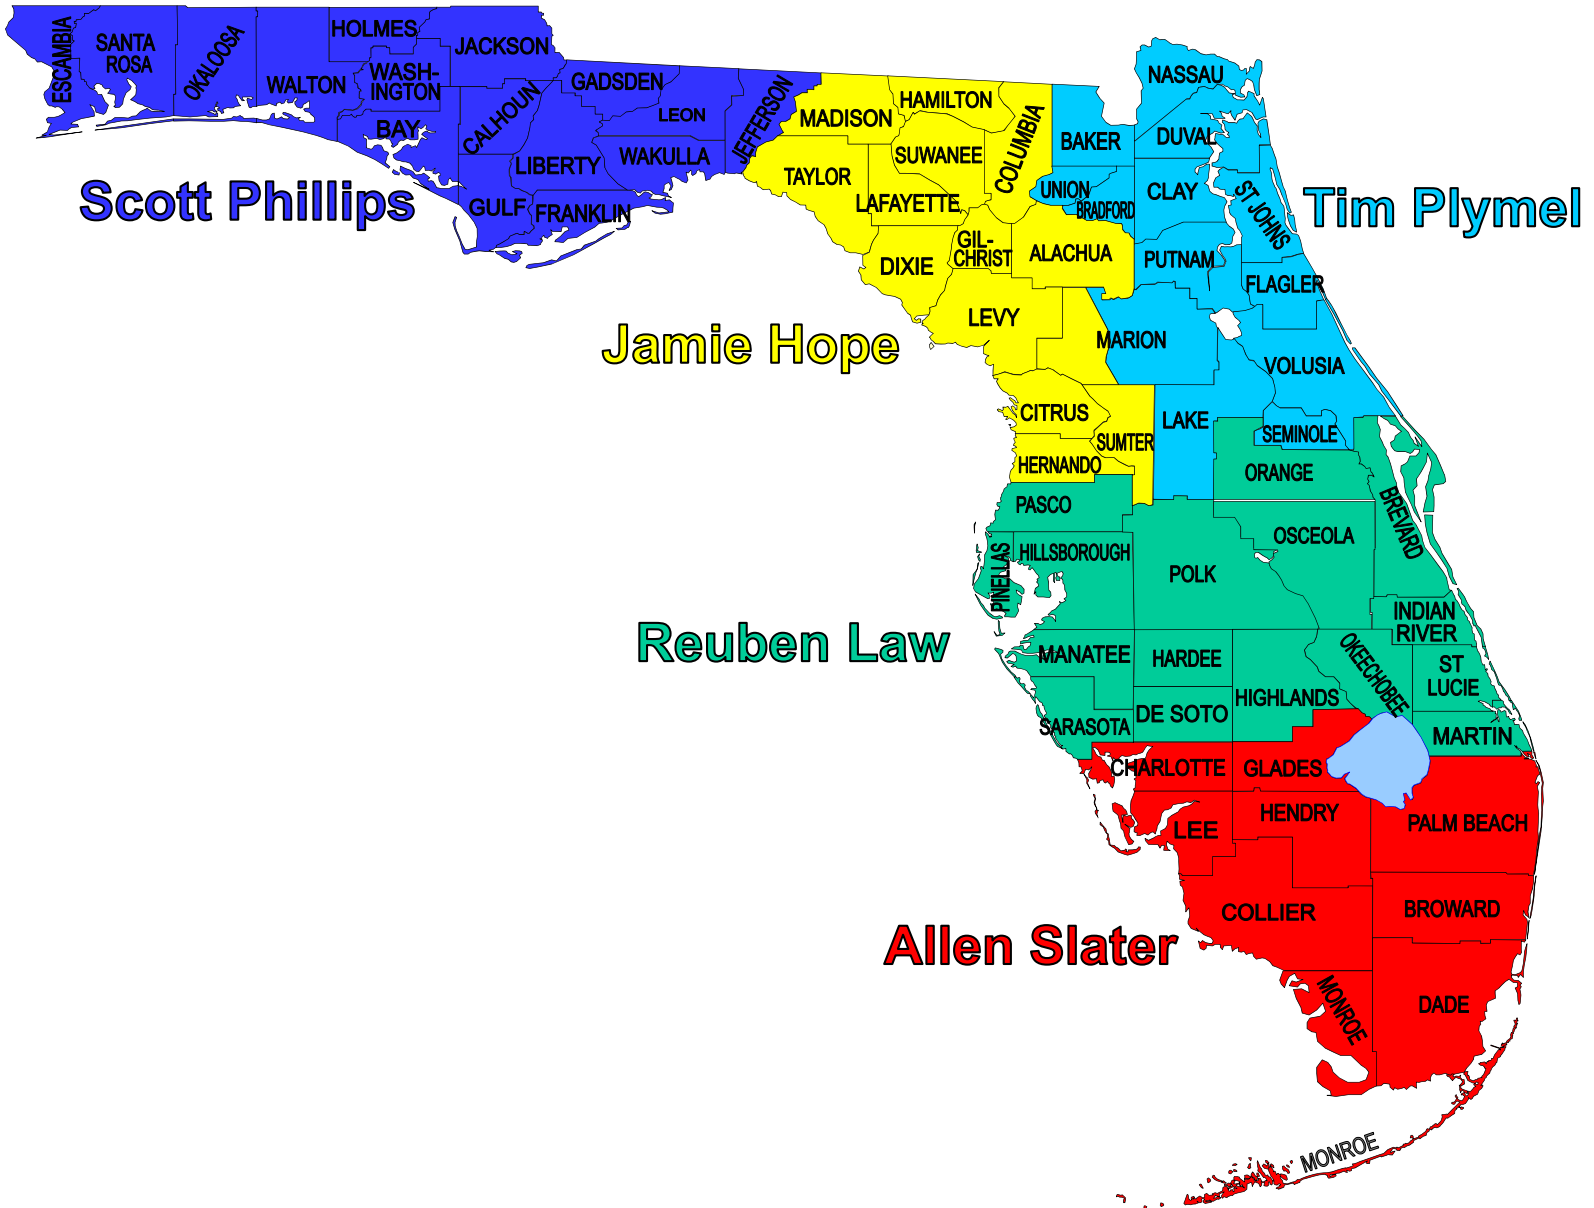 ESCAMBIA
SANTA
ROSA
OKALOOSA
WALTON
HOLMES
WASH-
INGTON
JACKSON
BAY
CALHOUN
GULF
LIBERTY
GADSDEN
LEON
WAKULLA
FRANKLIN
JEFFERSON
Scott Phillips
MADISON
HAMILTON
SUWANEE
COLUMBIA
TAYLOR
LAFAYETTE
DIXIE
GIL-
CHRIST
ALACHUA
LEVY
CITRUS
SUMTER
HERNANDO
Jamie Hope
NASSAU
BAKER
DUVAL
UNION
BRADFORD
CLAY
ST JOHNS
PUTNAM
FLAGLER
MARION
VOLUSIA
LAKE
SEMINOLE
Tim Plymel
ORANGE
PASCO
BREVARD
OSCEOLA
HILLSBOROUGH
PINELLAS
POLK
INDIAN
RIVER
MANATEE
HARDEE
OKEECHOBEE
ST
LUCIE
HIGHLANDS
SARASOTA
DE SOTO
MARTIN
Reuben Law
CHARLOTTE
GLADES
HENDRY
PALM BEACH
LEE
COLLIER
BROWARD
MONROE
DADE
MONROE
Allen Slater